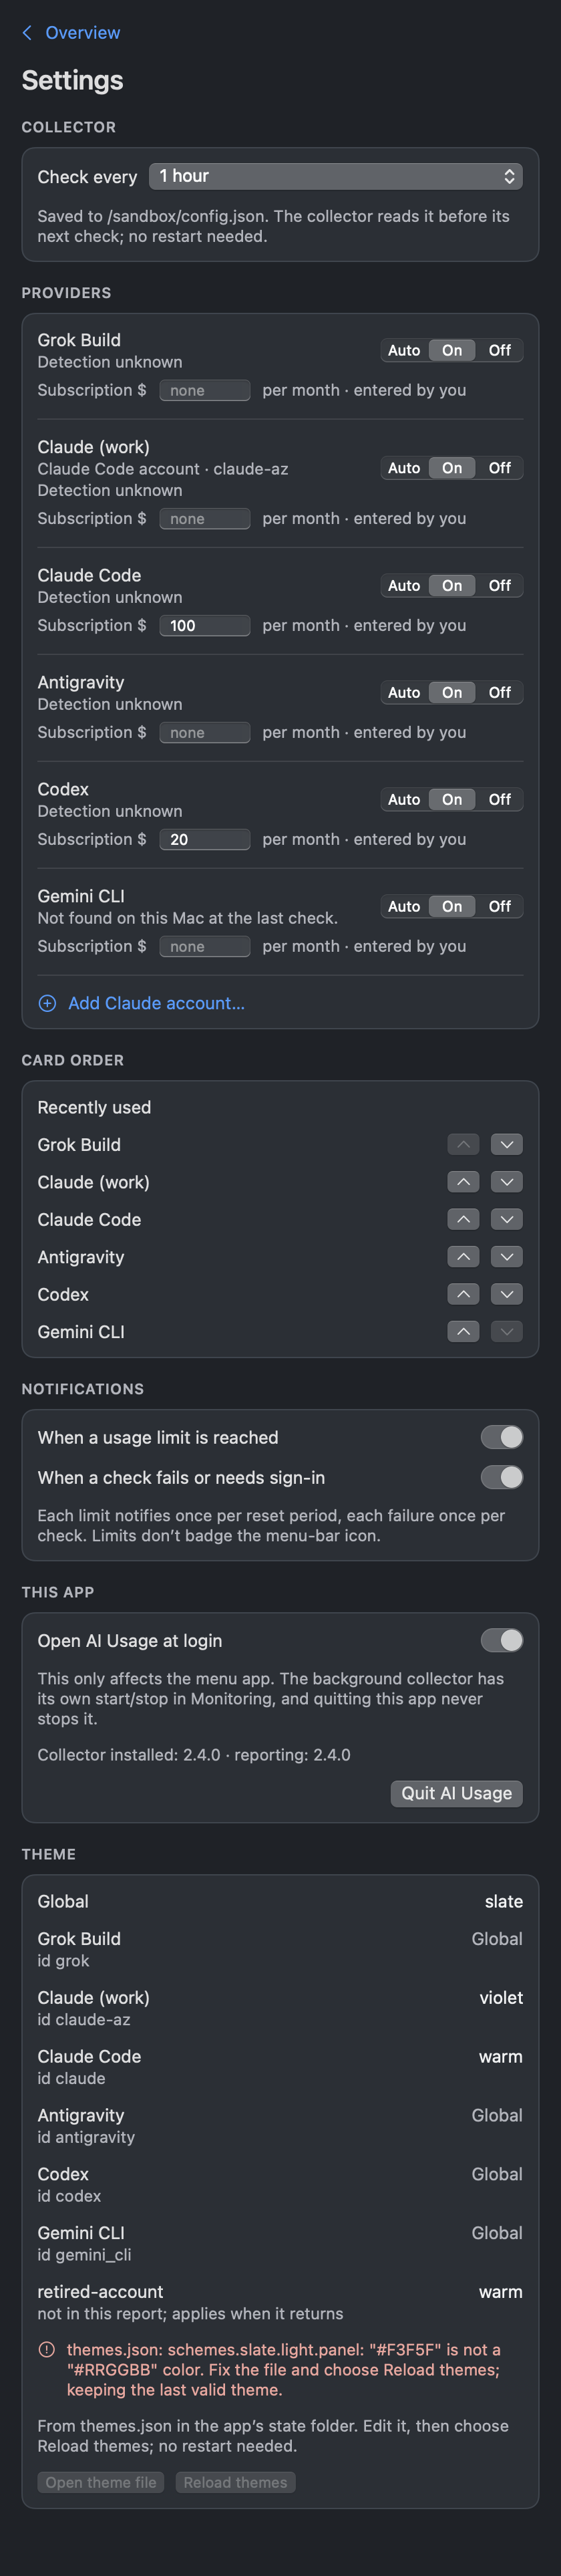 Overview
Settings
COLLECTOR
Check every 1 hour
Saved to /sandbox/config.json. The collector reads it before its
next check; no restart needed.
PROVIDERS
Grok Build
Auto On Off
Detection unknown
Subscription $ none per month · entered by you
Claude (work)
Claude Code account · claude-az
Auto On Off
Detection unknown
Subscription $ none per month · entered by you
Claude Code
Auto On Off
Detection unknown
Subscription $ 100 per month · entered by you
Antigravity
Auto On Off
Detection unknown
Subscription $ none per month · entered by you
Codex
Auto On Off
Detection unknown
Subscription $ 20 per month · entered by you
Gemini CLI
Auto On Off
Not found on this Mac at the last check.
Subscription $ none per month · entered by you
Add Claude account...
CARD ORDER
Recently used
Grok Build
Claude (work)
Claude Code
Antigravity
Codex
Gemini CLI
NOTIFICATIONS
When a usage limit is reached
When a check fails or needs sign-in
Each limit notifies once per reset period, each failure once per
check. Limits don’t badge the menu-bar icon.
THIS APP
Open AI Usage at login
This only affects the menu app. The background collector has
its own start/stop in Monitoring, and quitting this app never
stops it.
Collector installed: 2.4.0 · reporting: 2.4.0
Quit AI Usage
THEME
Global slate
Grok Build Global
id grok
Claude (work) violet
id claude-az
Claude Code warm
id claude
Antigravity Global
id antigravity
Codex Global
id codex
Gemini CLI Global
id gemini_cli
retired-account warm
not in this report; applies when it returns
themes.json: schemes.slate.light.panel: "#F3F5F" is not a
"#RRGGBB" color. Fix the file and choose Reload themes;
keeping the last valid theme.
From themes.json in the app’s state folder. Edit it, then choose
Reload themes; no restart needed.
Open theme file Reload themes